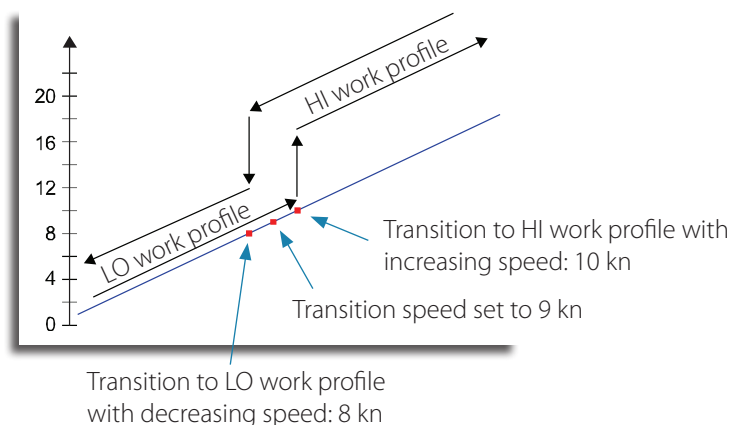 HI work profile
20
16
12
8
4
0
LO work profile
Transition to HI work profile with
increasing speed: 10 kn
Transition speed set to 9 kn
Transition to LO work profile
with decreasing speed: 8 kn